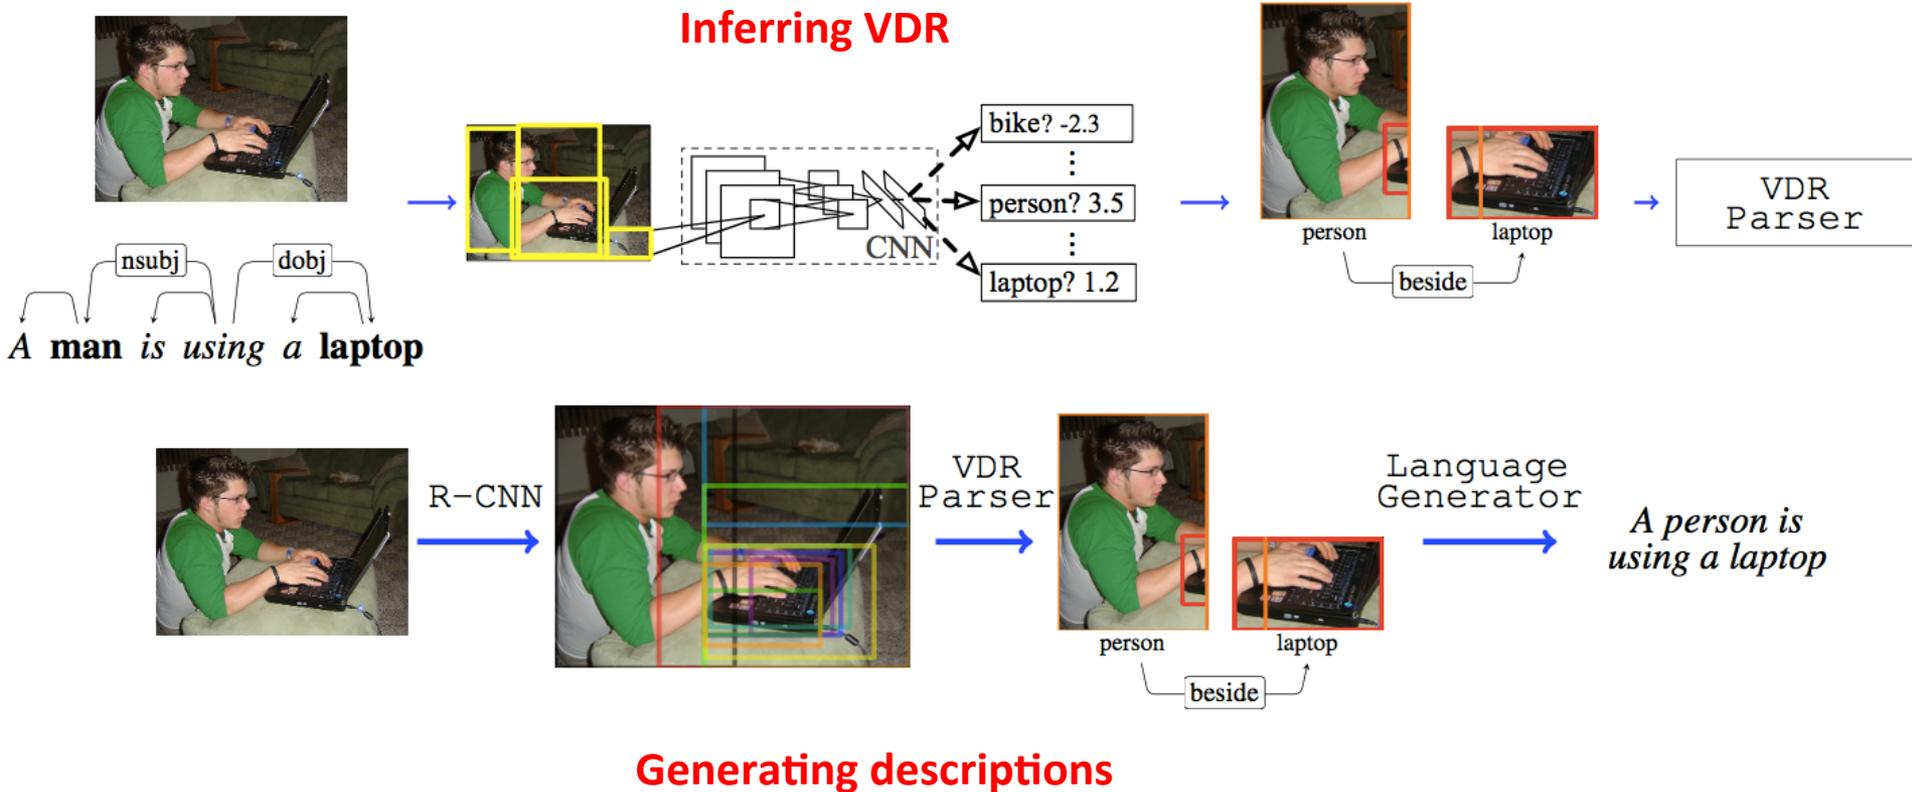 Inferring VDR
nsubj
dobj
A man is using a laptop
CNN
bike? -2.3
person? 3.5
laptop? 1.2
person
laptop
beside
VDR
Parser
R-CNN
VDR
Parser
person
laptop
beside
Language
Generator
A person is
using a laptop
Generating descriptions